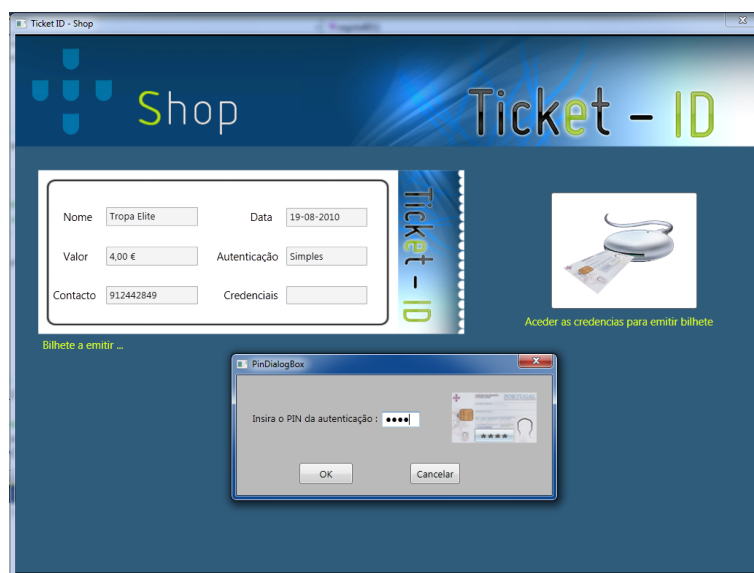 Ticket ID - Shop
Shop
Ticket - ID
Nome Tropa Elite Data 19-08-2010
Valor 4,00 € Autenticação Simples
Contacto 912442849 Credenciais
Ticket - ID
Aceder as credencias para emitir bilhete
Bilhete a emitir ...
PinDialogBox
Insira o PIN da autenticação : ••••
PORTUGAL
****
OK Cancelar